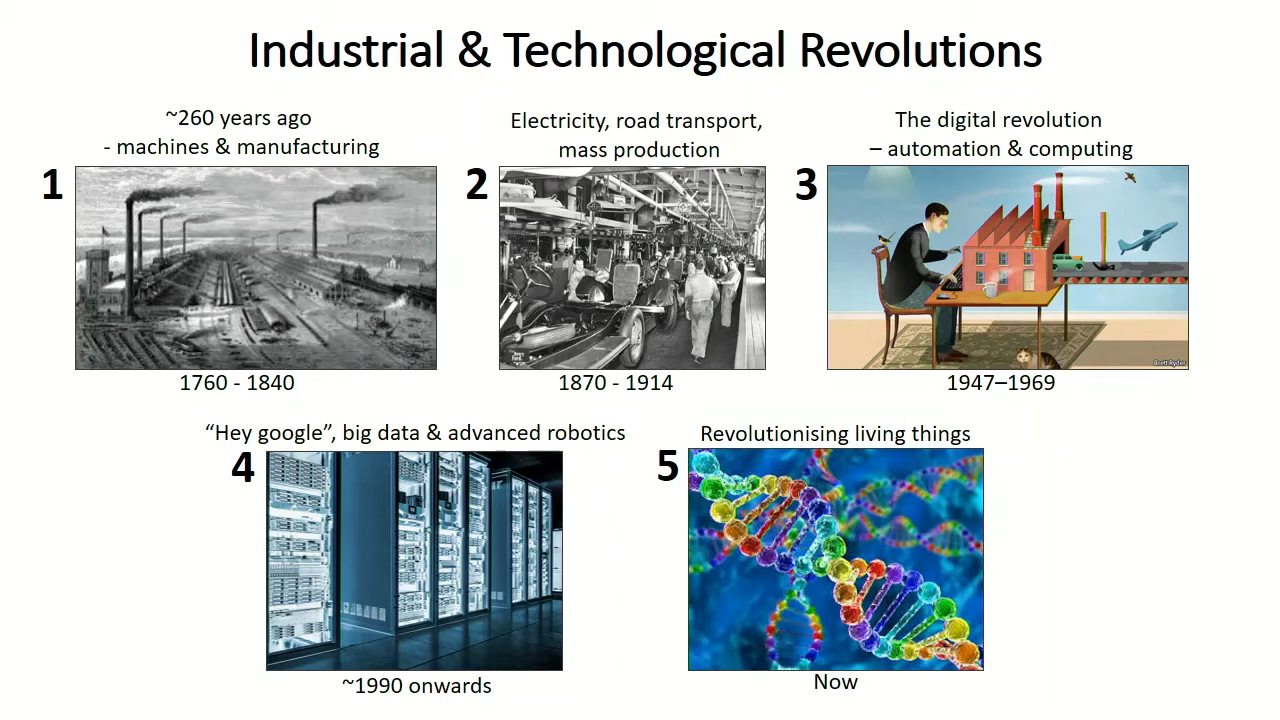 Industrial & Technological Revolutions
~260 years ago
- machines & manufacturing
1
1760 - 1840
Electricity, road transport,
mass production
2
1870 - 1914
The digital revolution
– automation & computing
3
Brett Ryder
1947–1969
“Hey google”, big data & advanced robotics
4
~1990 onwards
Revolutionising living things
5
Now